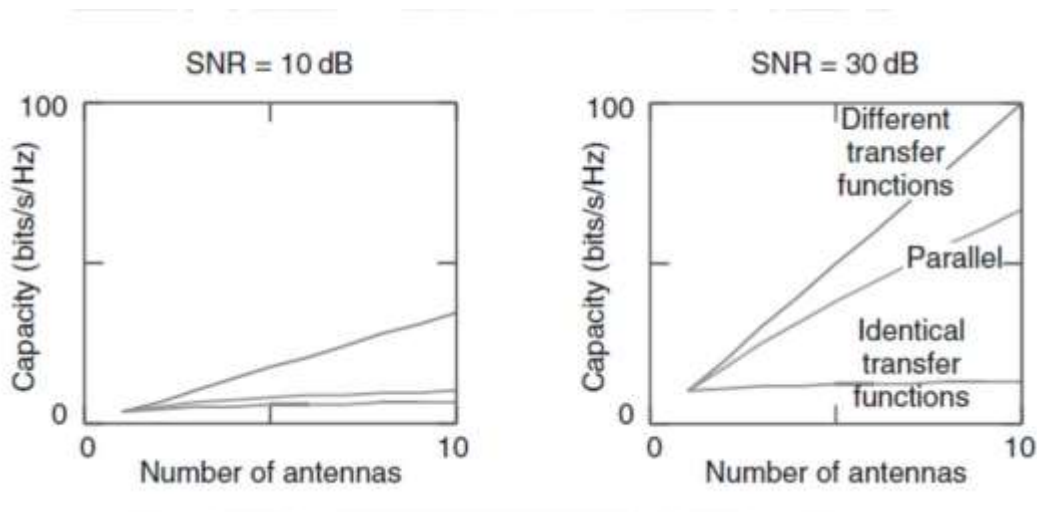 SNR = 10 dB
100
Capacity (bits/s/Hz)
0
0
10
Number of antennas
SNR = 30 dB
100
Different
transfer
functions
Parallel
Identical
transfer
functions
Capacity (bits/s/Hz)
0
0
10
Number of antennas